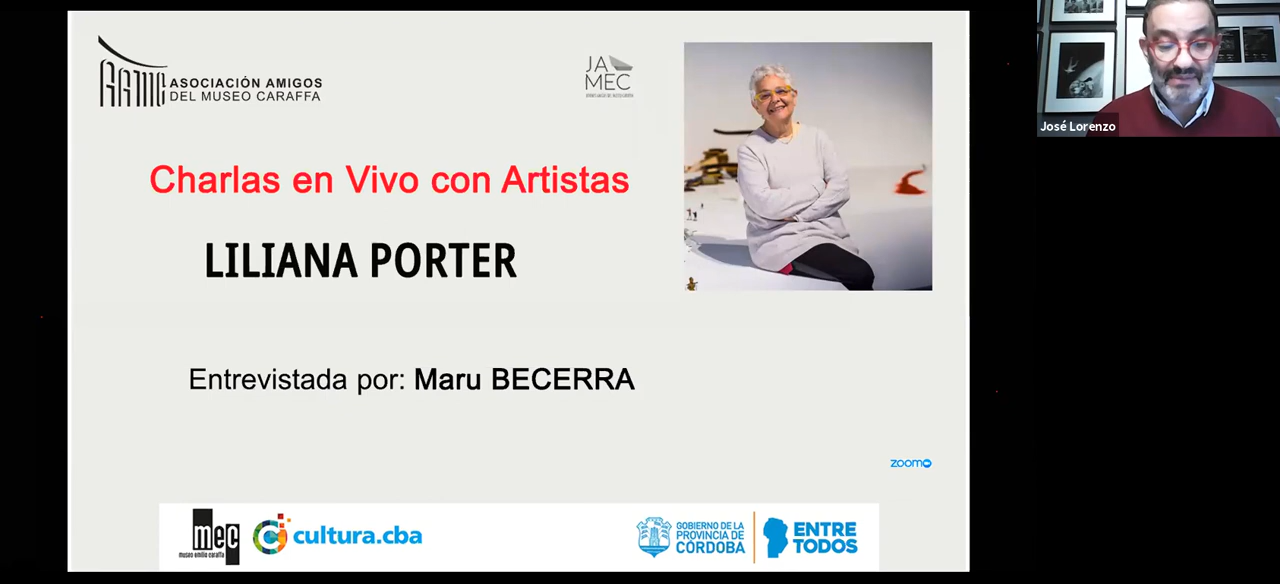 ASOCIACIÓN AMIGOS
DEL MUSEO CARAFFA
JA
MEC
José Lorenzo
Charlas en Vivo con Artistas
LILIANA PORTER
Entrevistada por: Maru BECERRA
zoom
mec
museo emilio caraffa
cultura.cba
GOBIERNO DE LA
PROVINCIA DE
CÓRDOBA
ENTRE
TODOS